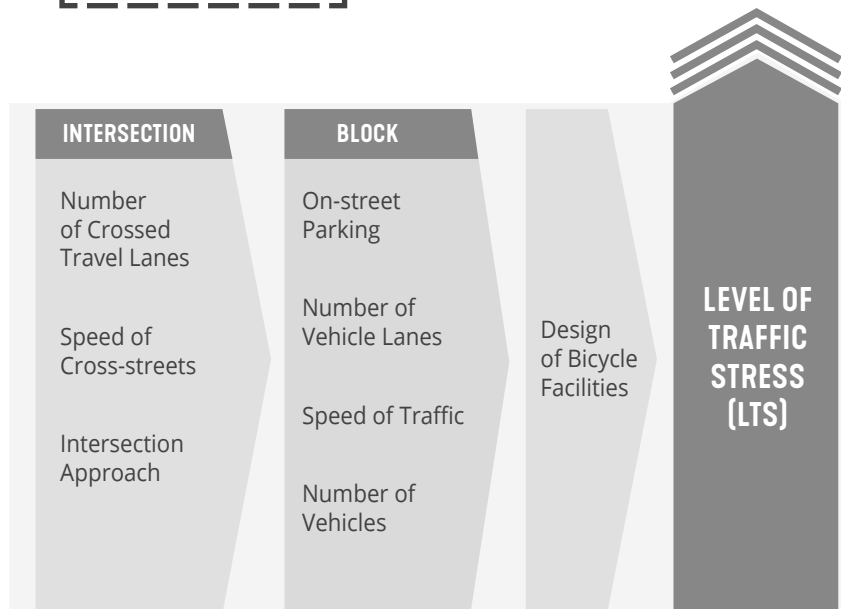 INTERSECTION
Number
of Crossed
Travel Lanes
Speed of
Cross-streets
Intersection
Approach
BLOCK
On-street
Parking
Number of
Vehicle Lanes
Speed of Traffic
Number of
Vehicles
Design
of Bicycle
Facilities
LEVEL OF
TRAFFIC
STRESS
(LTS)